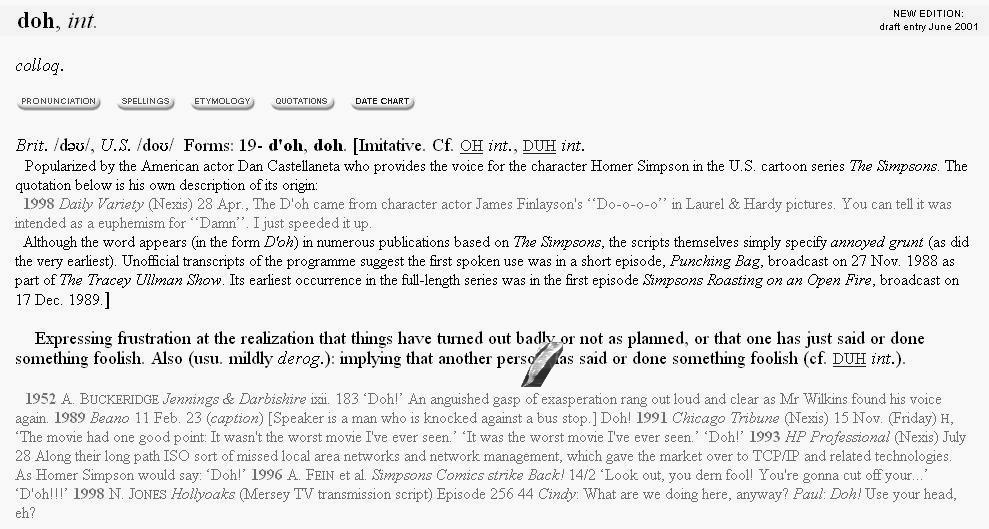 doh, int.
NEW EDITION:
draft entry June 2001
colloq.
PRONUNCIATION SPELLINGS ETYMOLOGY QUOTATIONS DATE CHART
Brit. /dəʊ/, U.S. /doʊ/ Forms: 19- d'oh, doh. [Imitative. Cf. OH int., DUH int.
Popularized by the American actor Dan Castellaneta who provides the voice for the character Homer Simpson in the U.S. cartoon series The Simpsons. The
quotation below is his own description of its origin:
1998 Daily Variety (Nexis) 28 Apr., The D'oh came from character actor James Finlayson's “Do-o-o-o” in Laurel & Hardy pictures. You can tell it was
intended as a euphemism for “Damn”. I just speeded it up.
Although the word appears (in the form D'oh) in numerous publications based on The Simpsons, the scripts themselves simply specify annoyed grunt (as did
the very earliest). Unofficial transcripts of the programme suggest the first spoken use was in a short episode, Punching Bag, broadcast on 27 Nov. 1988 as
part of The Tracey Ullman Show. Its earliest occurrence in the full-length series was in the first episode Simpsons Roasting on an Open Fire, broadcast on
17 Dec. 1989.]
Expressing frustration at the realization that things have turned out badly or not as planned, or that one has just said or done
something foolish. Also (usu. mildly derog.): implying that another person has said or done something foolish (cf. DUH int.).
1952 A. BUCKERIDGE Jennings & Darbishire ixii. 183 ‘Doh!’ An anguished gasp of exasperation rang out loud and clear as Mr Wilkins found his voice
again. 1989 Beano 11 Feb. 23 (caption) [Speaker is a man who is knocked against a bus stop.] Doh! 1991 Chicago Tribune (Nexis) 15 Nov. (Friday) H,
‘The movie had one good point: It wasn't the worst movie I've ever seen.’ ‘It was the worst movie I've ever seen.’ ‘Doh!’ 1993 HP Professional (Nexis) July
28 Along their long path ISO sort of missed local area networks and network management, which gave the market over to TCP/IP and related technologies.
As Homer Simpson would say: ‘Doh!’ 1996 A. FEIN et al. Simpsons Comics strike Back! 14/2 ‘Look out, you dern fool! You're gonna cut off your...’
‘D'oh!!!’ 1998 N. JONES Hollyoaks (Mersey TV transmission script) Episode 256 44 Cindy: What are we doing here, anyway? Paul: Doh! Use your head,
eh?